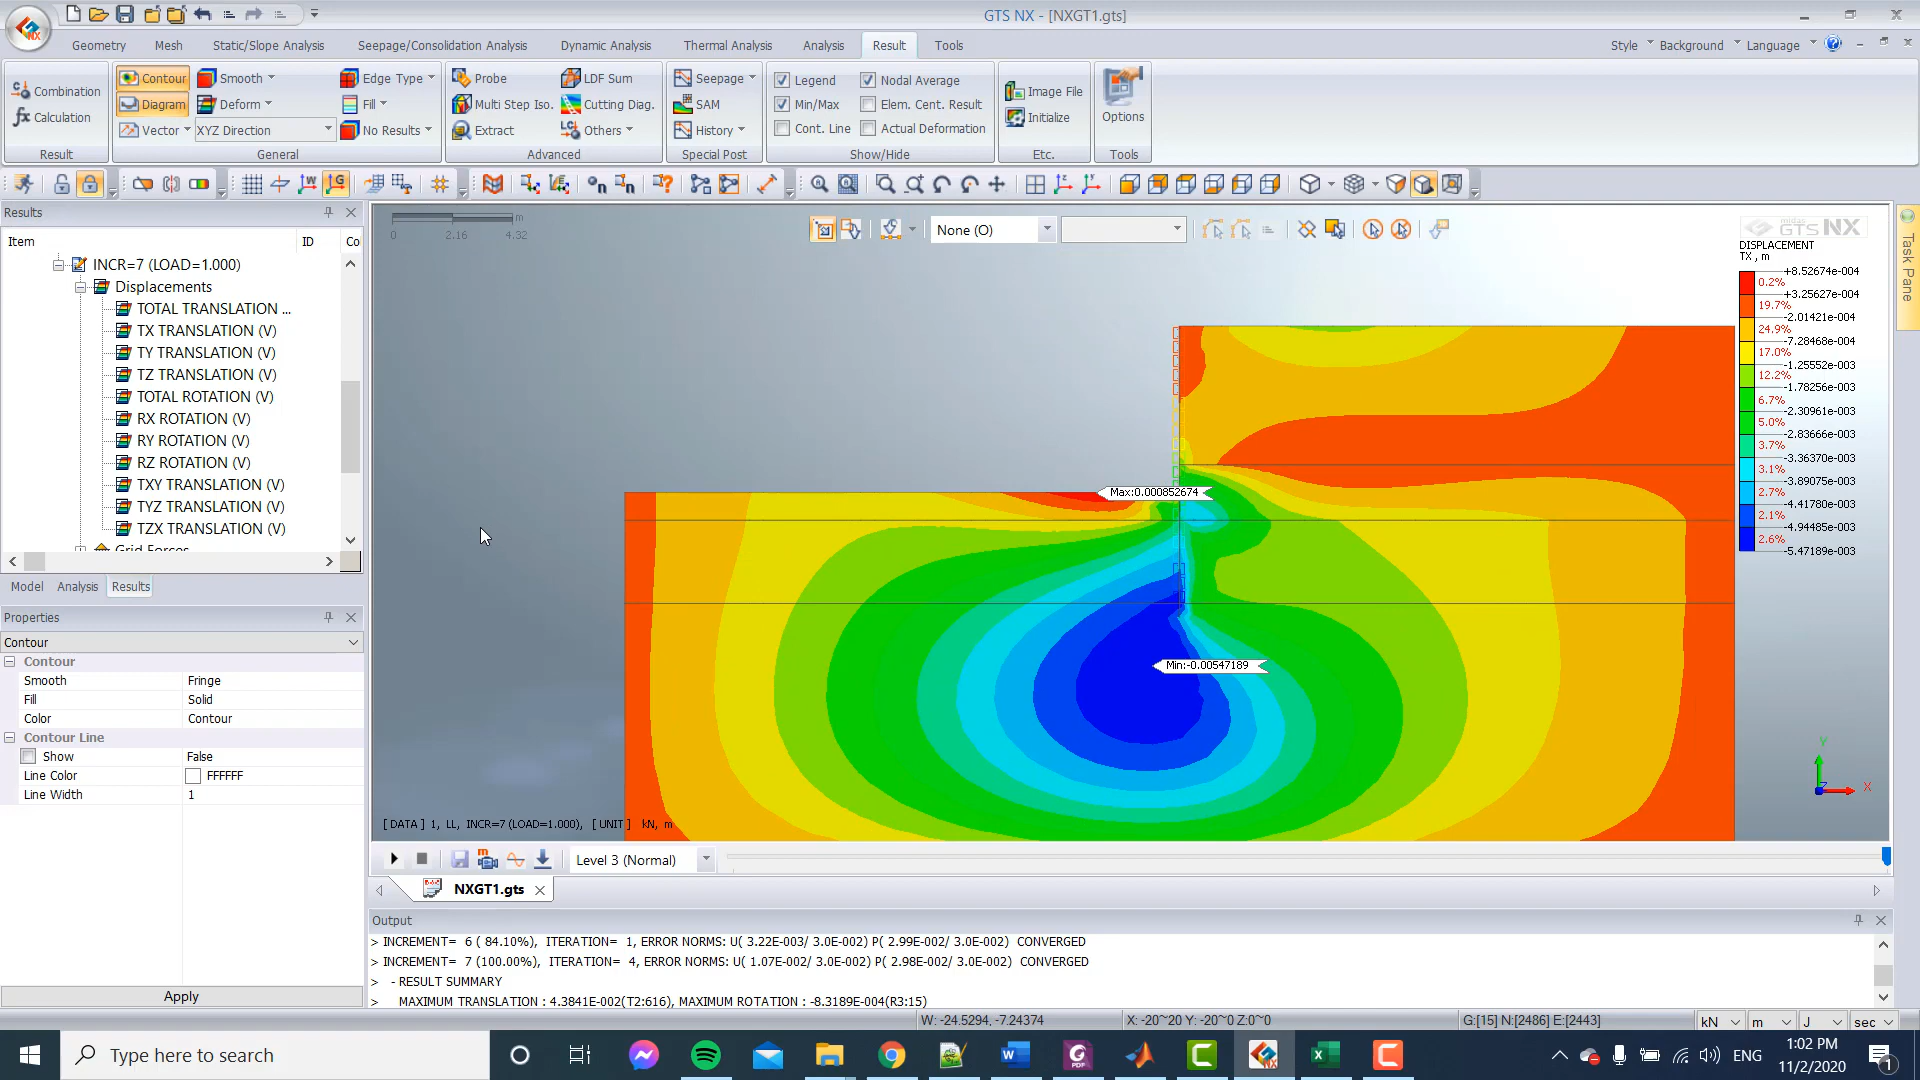 GTS NX - [NXGT1.gts]
Geometry Mesh Static/Slope Analysis Seepage/Consolidation Analysis Dynamic Analysis Thermal Analysis Analysis Result Tools Style Background Language
Contour Smooth Edge Type Probe LDF Sum Seepage Legend Nodal Average
Combination Diagram Deform Fill Multi Step Iso. Cutting Diag. SAM Min/Max Elem. Cent. Result Image File
Calculation Vector XYZ Direction No Results Extract Others History Cont. Line Actual Deformation Initialize Options
Result General Advanced Special Post Show/Hide Etc. Tools
Results
Item ID Co
INCR=7 (LOAD=1.000)
Displacements
TOTAL TRANSLATION ...
TX TRANSLATION (V)
TY TRANSLATION (V)
TZ TRANSLATION (V)
TOTAL ROTATION (V)
RX ROTATION (V)
RY ROTATION (V)
RZ ROTATION (V)
TXY TRANSLATION (V)
TYZ TRANSLATION (V)
TZX TRANSLATION (V)
Grid Forces
Model Analysis Results
Properties
Contour
Contour
Smooth Fringe
Fill Solid
Color Contour
Contour Line
Show False
Line Color FFFFFF
Line Width 1
Apply
m
0 2.16 4.32
None (O)
midas GTS NX
DISPLACEMENT
TX , m
+8.52674e-004
0.2%
+3.25627e-004
19.7%
-2.01421e-004
24.9%
-7.28468e-004
17.0%
-1.25552e-003
12.2%
-1.78256e-003
6.7%
-2.30961e-003
5.0%
-2.83666e-003
3.7%
-3.36370e-003
3.1%
-3.89075e-003
2.7%
-4.41780e-003
2.1%
-4.94485e-003
2.6%
-5.47189e-003
Max:0.000852674
Min:-0.00547189
Y
Z
X
[ DATA ] 1, LL, INCR=7 (LOAD=1.000), [ UNIT ] kN, m
Level 3 (Normal)
NXGT1.gts
Task Pane
Output
> INCREMENT= 6 ( 84.10%), ITERATION= 1, ERROR NORMS: U( 3.22E-003/ 3.0E-002) P( 2.99E-002/ 3.0E-002) CONVERGED
> INCREMENT= 7 (100.00%), ITERATION= 4, ERROR NORMS: U( 1.07E-002/ 3.0E-002) P( 2.98E-002/ 3.0E-002) CONVERGED
> - RESULT SUMMARY
> MAXIMUM TRANSLATION : 4.3841E-002(T2:616), MAXIMUM ROTATION : -8.3189E-004(R3:15)
W: -24.5294, -7.24374 X: -20~20 Y: -20~0 Z:0~0 G:[15] N:[2486] E:[2443] kN m J sec
Type here to search
ENG
1:02 PM
11/2/2020
1